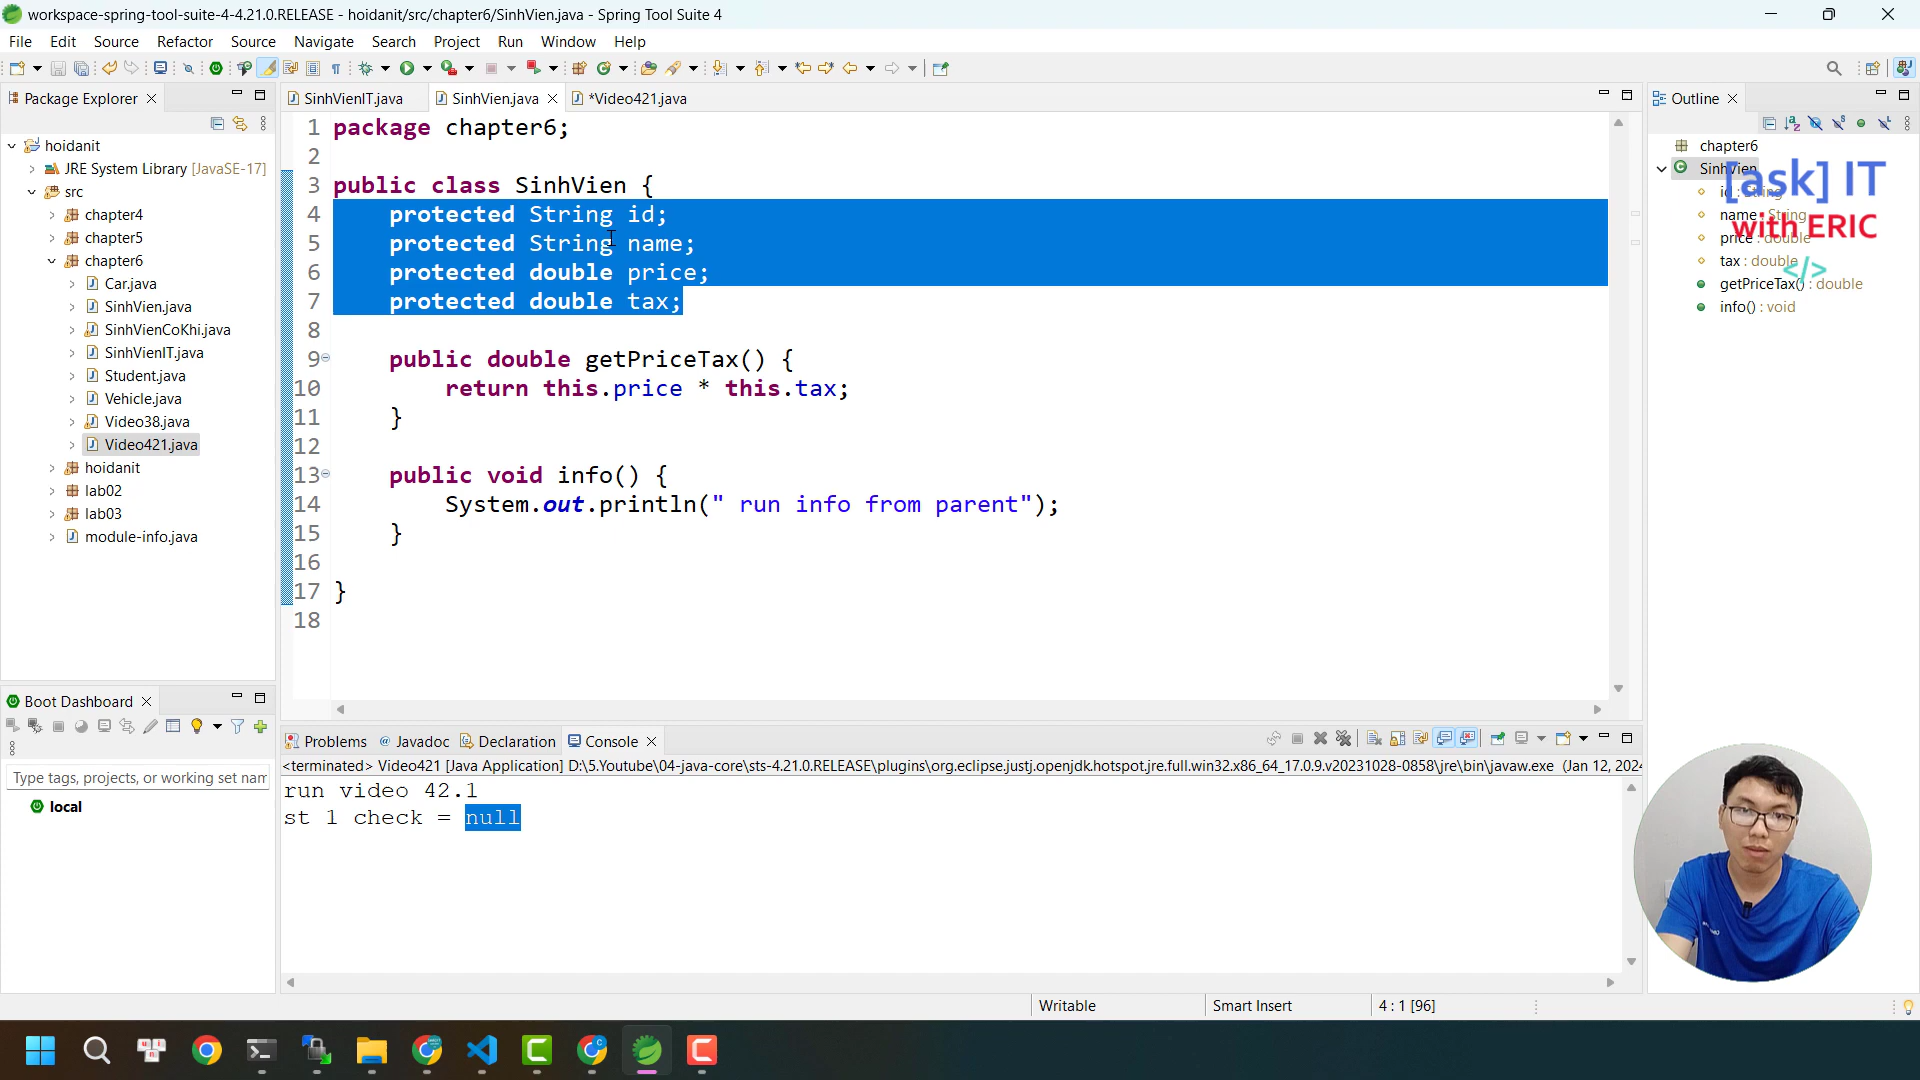 workspace-spring-tool-suite-4-4.21.0.RELEASE - hoidanit/src/chapter6/SinhVien.java - Spring Tool Suite 4
File Edit Source Refactor Source Navigate Search Project Run Window Help
Package Explorer
hoidanit
JRE System Library [JavaSE-17]
src
chapter4
chapter5
chapter6
Car.java
SinhVien.java
SinhVienCoKhi.java
SinhVienIT.java
Student.java
Vehicle.java
Video38.java
Video421.java
hoidanit
lab02
lab03
module-info.java
Boot Dashboard
Type tags, projects, or working set nam
local
SinhVienIT.java SinhVien.java *Video421.java
1 package chapter6;
2
3 public class SinhVien {
4 protected String id;
5 protected String name;
6 protected double price;
7 protected double tax;
8
9 public double getPriceTax() {
10 return this.price * this.tax;
11 }
12
13 public void info() {
14 System.out.println(" run info from parent");
15 }
16
17 }
18
Problems Javadoc Declaration Console
<terminated> Video421 [Java Application] D:\5.Youtube\04-java-core\sts-4.21.0.RELEASE\plugins\org.eclipse.justj.openjdk.hotspot.jre.full.win32.x86_64_17.0.9.v20231028-0858\jre\bin\javaw.exe (Jan 12, 2024
run video 42.1
st 1 check = null
Outline
chapter6
SinhVien
id : String
name : String
price : double
tax : double
getPriceTax() : double
info() : void
[ask] IT
with ERIC
</>
Writable Smart Insert 4 : 1 [96]